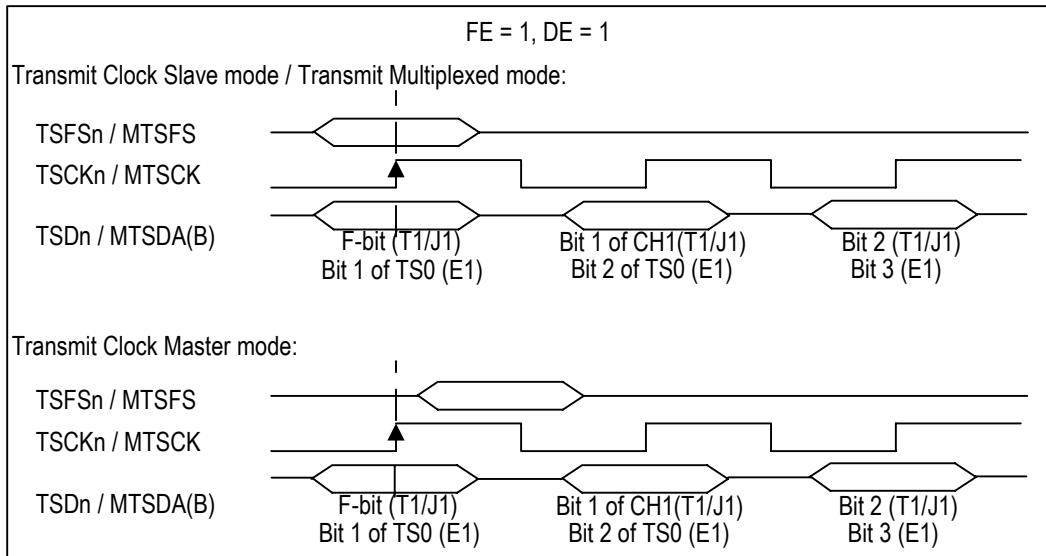 FE = 1, DE = 1
Transmit Clock Slave mode / Transmit Multiplexed mode:
TSFSn / MTSFS
TSCKn / MTSCK
TSDn / MTSDA(B)
F-bit (T1/J1)
Bit 1 of TS0 (E1)
Bit 1 of CH1(T1/J1)
Bit 2 of TS0 (E1)
Bit 2 (T1/J1)
Bit 3 (E1)
Transmit Clock Master mode:
TSFSn / MTSFS
TSCKn / MTSCK
TSDn / MTSDA(B)
F-bit (T1/J1)
Bit 1 of TS0 (E1)
Bit 1 of CH1(T1/J1)
Bit 2 of TS0 (E1)
Bit 2 (T1/J1)
Bit 3 (E1)